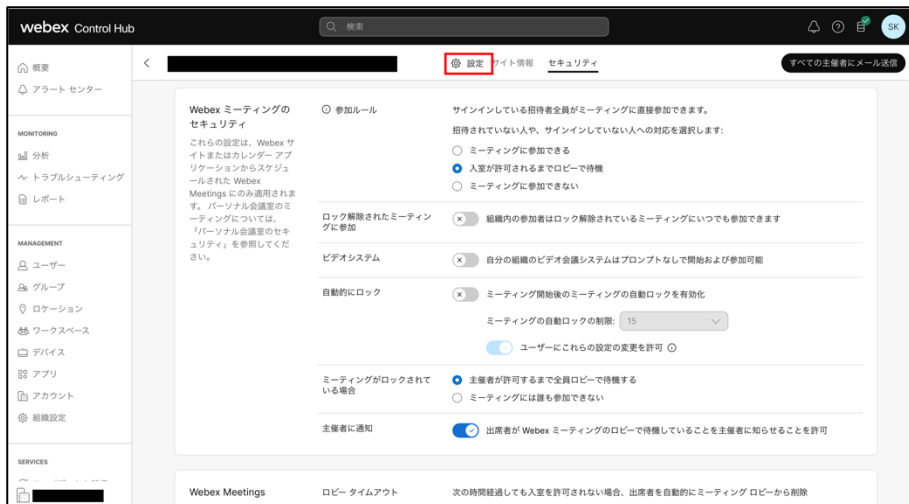 webex Control Hub
検索
SK
概要
アラート センター
MONITORING
分析
トラブルシューティング
レポート
MANAGEMENT
ユーザー
グループ
ロケーション
ワークスペース
デバイス
アプリ
アカウント
組織設定
SERVICES
設定 サイト情報 セキュリティ
すべての主催者にメール送信
Webex ミーティングの
セキュリティ
これらの設定は、Webex サ
イトまたはカレンダー アプ
リケーションからスケジュ
ールされた Webex
Meetings にのみ適用されま
す。 パーソナル会議室のミ
ーティングについては、
「パーソナル会議室のセキ
ュリティ」を参照してくだ
さい。
参加ルール
サインインしている招待者全員がミーティングに直接参加できます。
招待されていない人や、サインインしていない人への対応を選択します:
ミーティングに参加できる
入室が許可されるまでロビーで待機
ミーティングに参加できない
ロック解除されたミーティン
グに参加
組織内の参加者はロック解除されているミーティングにいつでも参加できます
ビデオシステム
自分の組織のビデオ会議システムはプロンプトなしで開始および参加可能
自動的にロック
ミーティング開始後のミーティングの自動ロックを有効化
ミーティングの自動ロックの制限: 15
ユーザーにこれらの設定の変更を許可
ミーティングがロックされて
いる場合
主催者が許可するまで全員ロビーで待機する
ミーティングには誰も参加できない
主催者に通知
出席者が Webex ミーティングのロビーで待機していることを主催者に知らせることを許可
Webex Meetings
ロビー タイムアウト
次の時間経過しても入室を許可されない場合、出席者を自動的にミーティング ロビーから削除